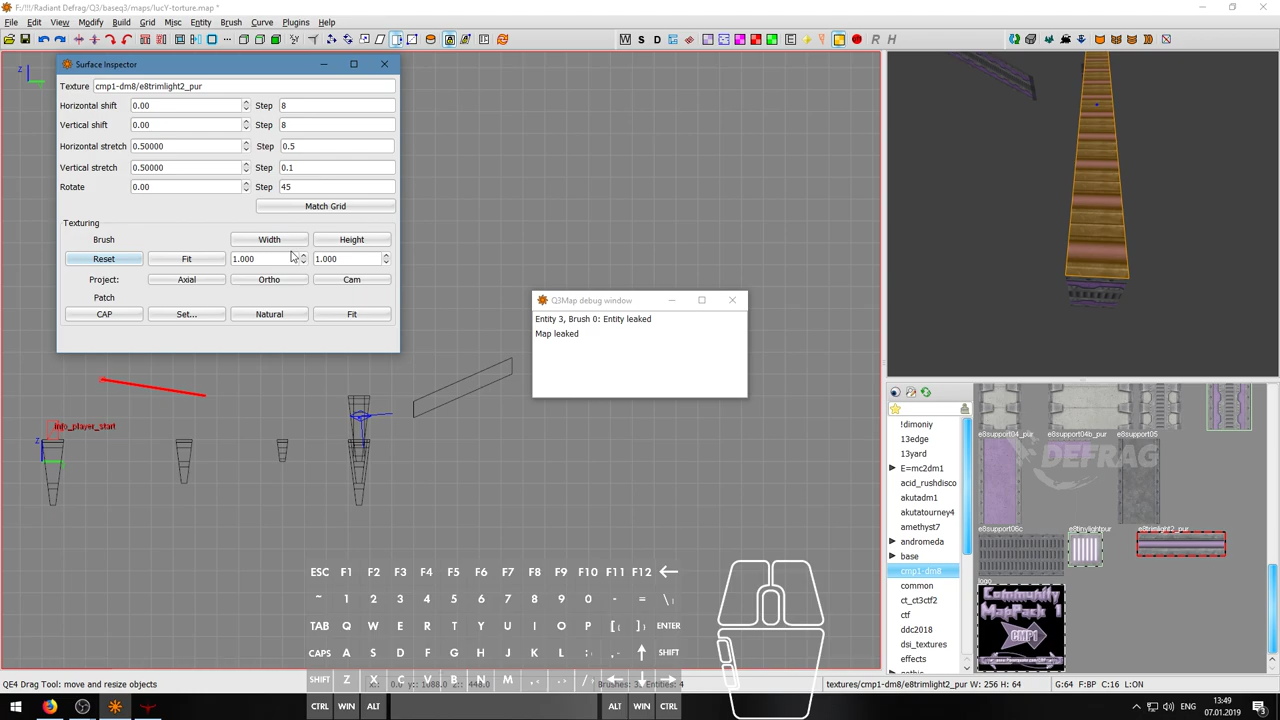 F:/!!!/Radiant Defrag/Q3/baseq3/maps/lucY-torture.map *
File Edit View Modify Build Grid Misc Entity Brush Curve Plugins Help
W S D
R H
Z
Surface Inspector
Texture cmp1-dm8/e8trimlight2_pur
Horizontal shift 0.00 Step 8
Vertical shift 0.00 Step 8
Horizontal stretch 0.50000 Step 0.5
Vertical stretch 0.50000 Step 0.1
Rotate 0.00 Step 45
Match Grid
Texturing
Brush Width Height
Reset Fit 1.000 1.000
Project: Axial Ortho Cam
Patch
CAP Set... Natural Fit
Q3Map debug window
Entity 3, Brush 0: Entity leaked
Map leaked
info_player_start
Z
!dimoniy
13edge
13yard
E=mc2dm1
acid_rushdisco
akutadm1
akutatourney4
amethyst7
andromeda
base
cmp1-dm8
common
ct_ct3ctf2
ctf
ddc2018
dsi_textures
effects
e8support04_pur e8support04b_pur e8support05
DEFRAG
e8support06c e8tinylightpur e8trimlight2_pur
logo
Community
MapPack 1
CMP1
ESC F1 F2 F3 F4 F5 F6 F7 F8 F9 F10 F11 F12 ←
2 3 4 5 6 7 8 9 0 - = \
TAB Q W E R T Y U I O P [ ] ENTER
CAPS A S D F G H J K L : ↑ SHIFT
SHIFT Z X C V B N M ← ↓ →
CTRL WIN ALT ALT WIN CTRL
QE4 Drag Tool: move and resize objects
textures/cmp1-dm8/e8trimlight2_pur W: 256 H: 64
G:64 F:BP C:16 L:ON
ENG
13:49
07.01.2019